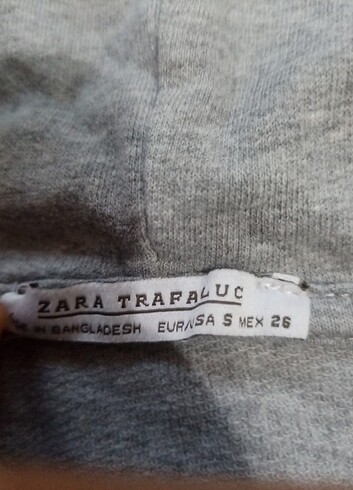 ZARA TRAFALUC
IN BANGLADESH EUR/USA S MEX 26